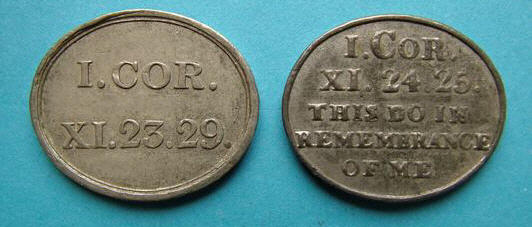 I.COR.
XI.23.29.
I.COR.
XI.24.25.
THIS DO IN
REMEMBRANCE
OF ME